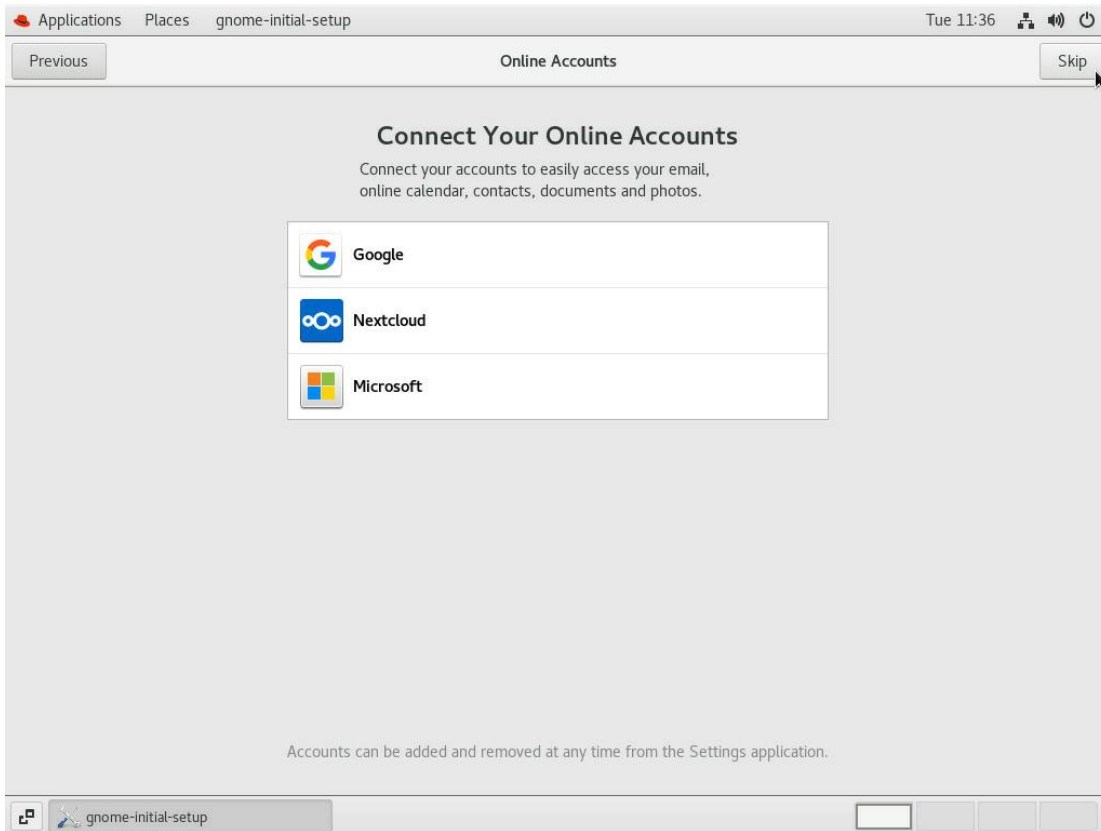 Applications Places gnome-initial-setup Tue 11:36
Previous Online Accounts Skip
Connect Your Online Accounts
Connect your accounts to easily access your email,
online calendar, contacts, documents and photos.
Google
Nextcloud
Microsoft
Accounts can be added and removed at any time from the Settings application.
gnome-initial-setup